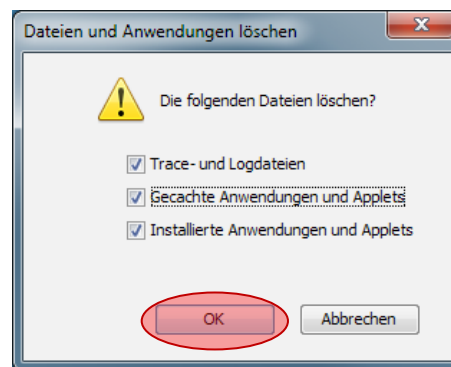 Dateien und Anwendungen löschen
Die folgenden Dateien löschen?
Trace- und Logdateien
Gecachte Anwendungen und Applets
Installierte Anwendungen und Applets
OK
Abbrechen